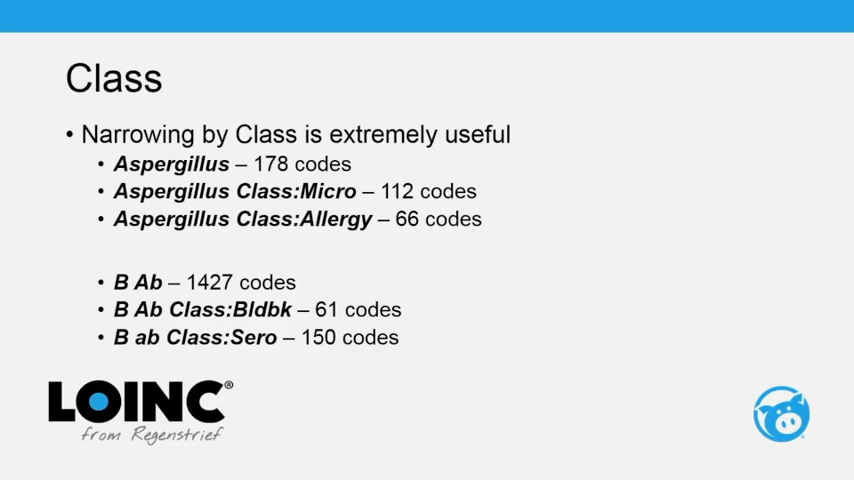 Class
• Narrowing by Class is extremely useful
• Aspergillus – 178 codes
• Aspergillus Class:Micro – 112 codes
• Aspergillus Class:Allergy – 66 codes
• B Ab – 1427 codes
• B Ab Class:Bldbk – 61 codes
• B ab Class:Sero – 150 codes
LOINC®
from Regenstrief